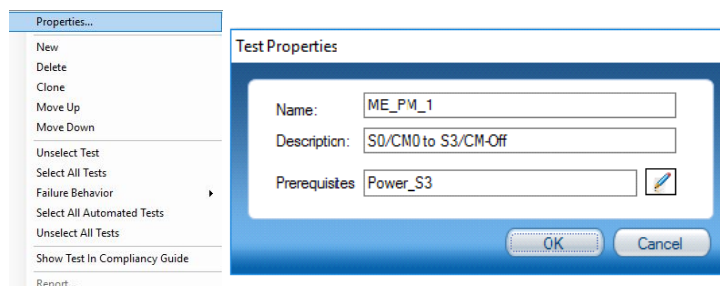 Properties...
New
Delete
Clone
Move Up
Move Down
Unselect Test
Select All Tests
Failure Behavior
Select All Automated Tests
Unselect All Tests
Show Test In Compliancy Guide
Report...
Test Properties
Name: ME_PM_1
Description: S0/CM0 to S3/CM-Off
Prerequisites Power_S3
OK Cancel